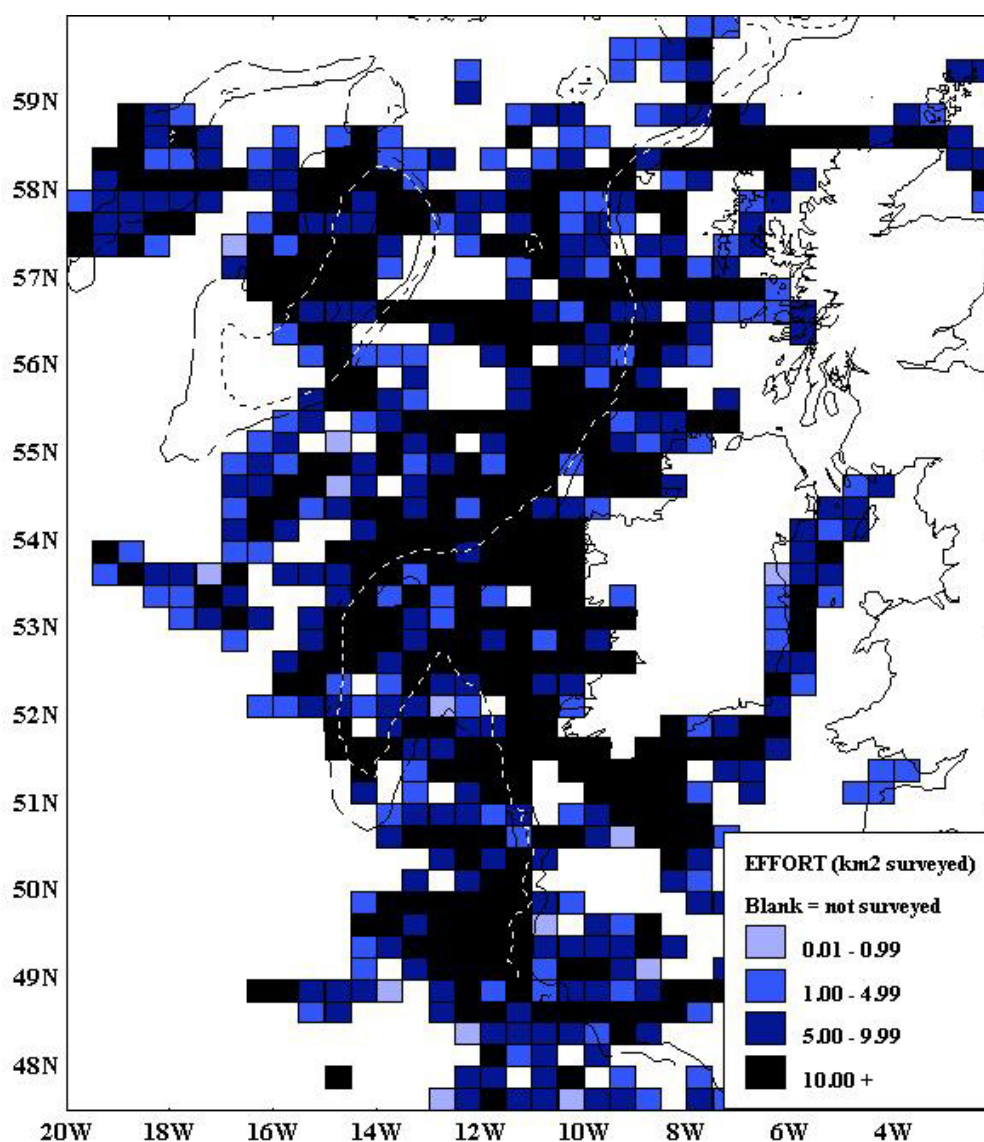 59N
58N
57N
56N
55N
54N
53N
52N
51N
50N
49N
48N
EFFORT (km2 surveyed)
Blank = not surveyed
0.01 - 0.99
1.00 - 4.99
5.00 - 9.99
10.00 +
20W 18W 16W 14W 12W 10W 8W 6W 4W